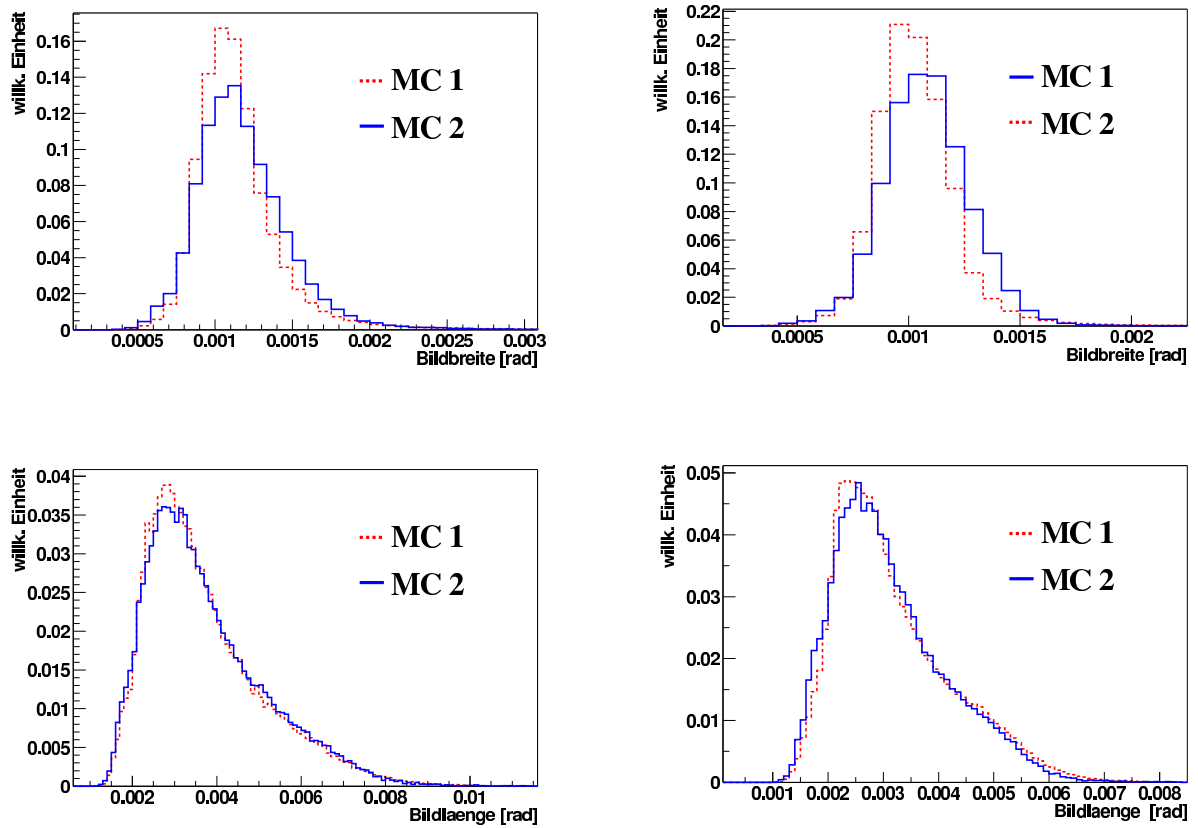 willk. Einheit
0.16
0.14
0.12
0.1
0.08
0.06
0.04
0.02
0
MC 1
MC 2
0.0005 0.001 0.0015 0.002 0.0025 0.003
Bildbreite [rad]
willk. Einheit
0.22
0.2
0.18
0.16
0.14
0.12
0.1
0.08
0.06
0.04
0.02
0
MC 1
MC 2
0.0005 0.001 0.0015 0.002
Bildbreite [rad]
willk. Einheit
0.04
0.035
0.03
0.025
0.02
0.015
0.01
0.005
0
MC 1
MC 2
0.002 0.004 0.006 0.008 0.01
Bildlaenge [rad]
willk. Einheit
0.05
0.04
0.03
0.02
0.01
0
MC 1
MC 2
0.001 0.002 0.003 0.004 0.005 0.006 0.007 0.008
Bildlaenge [rad]